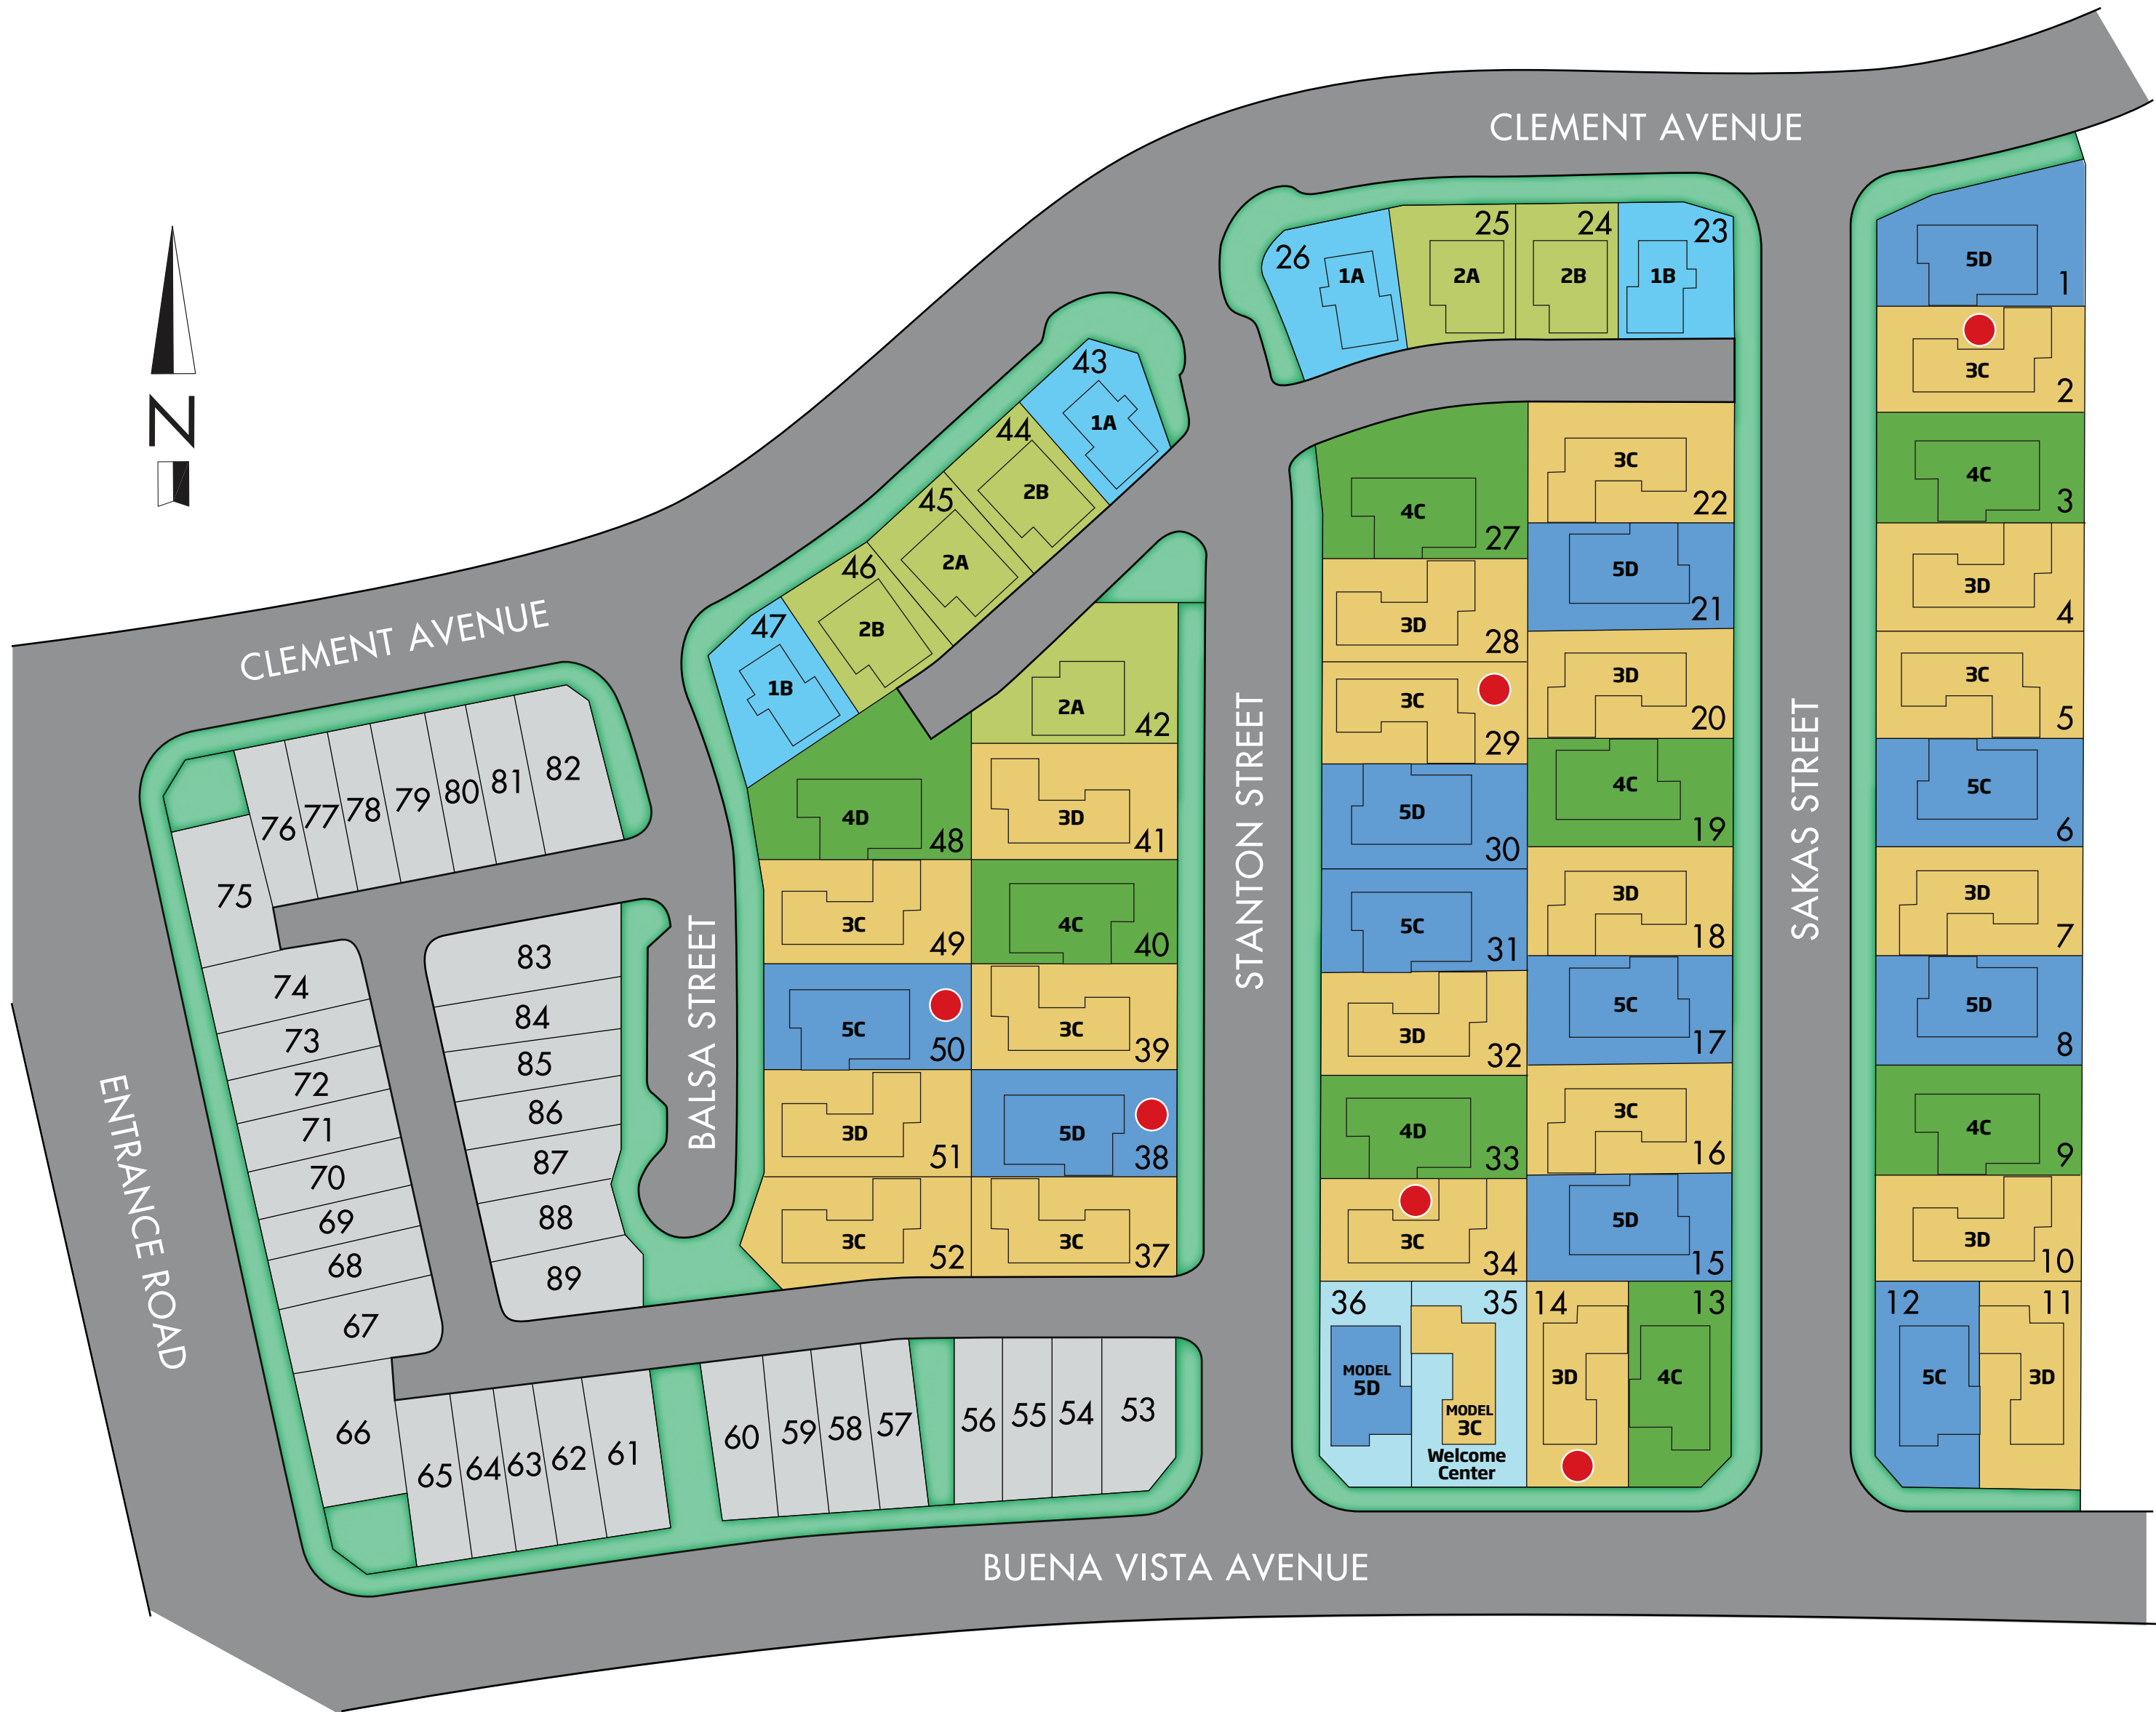 CLEMENT AVENUE
N
CLEMENT AVENUE
ENTRANCE ROAD
BALSA STREET
STANTON STREET
SAKAS STREET
BUENA VISTA AVENUE
5D
1
3C
2
4C
3
3D
4
3C
5
5C
6
3D
7
5D
8
4C
9
3D
10
11
3D
12
5C
13
4C
14
3D
5D
15
3C
16
5C
17
3D
18
4C
19
3D
20
5D
21
3C
22
23
1B
24
2B
25
2A
26
1A
4C
27
3D
28
3C
29
5D
30
5C
31
3D
32
4D
33
3C
34
35
MODEL
3C
Welcome
Center
36
MODEL
5D
3C
37
5D
38
3C
39
4C
40
3D
41
2A
42
43
1A
44
2B
45
2A
46
2B
47
1B
4D
48
3C
49
5C
50
3D
51
3C
52
53
54
55
56
57
58
59
60
61
62
63
64
65
66
67
68
69
70
71
72
73
74
75
76
77
78
79
80
81
82
83
84
85
86
87
88
89